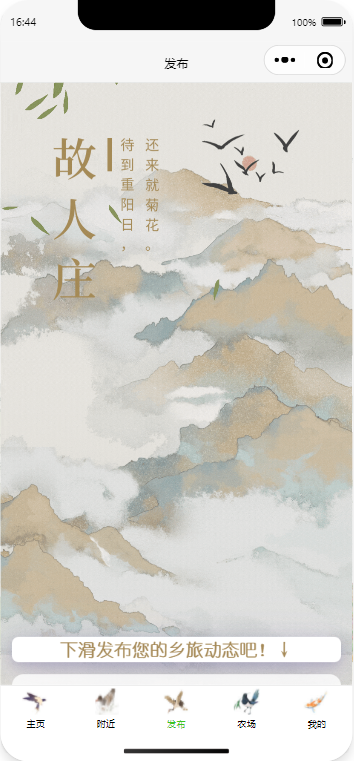 16:44
100%
发布
故人庄
待到重阳日，
还来就菊花。
下滑发布您的乡旅动态吧！↓
主页
附近
发布
农场
我的